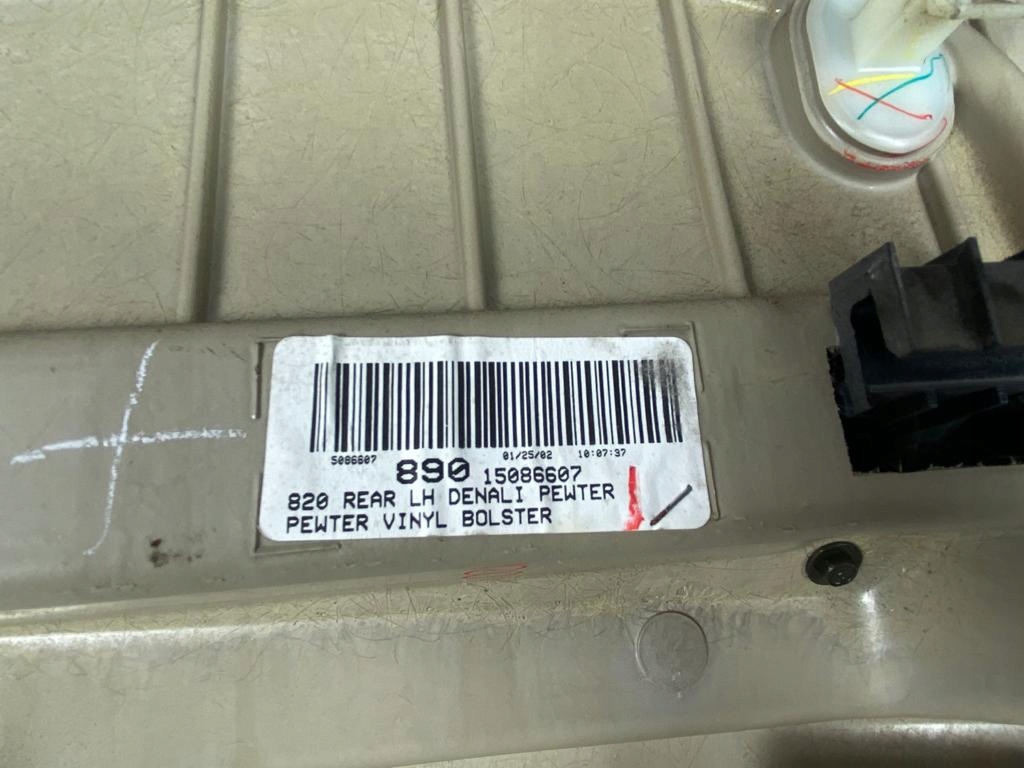 5086607 01/25/02 10:07:37
890 15086607
820 REAR LH DENALI PEWTER
PEWTER VINYL BOLSTER